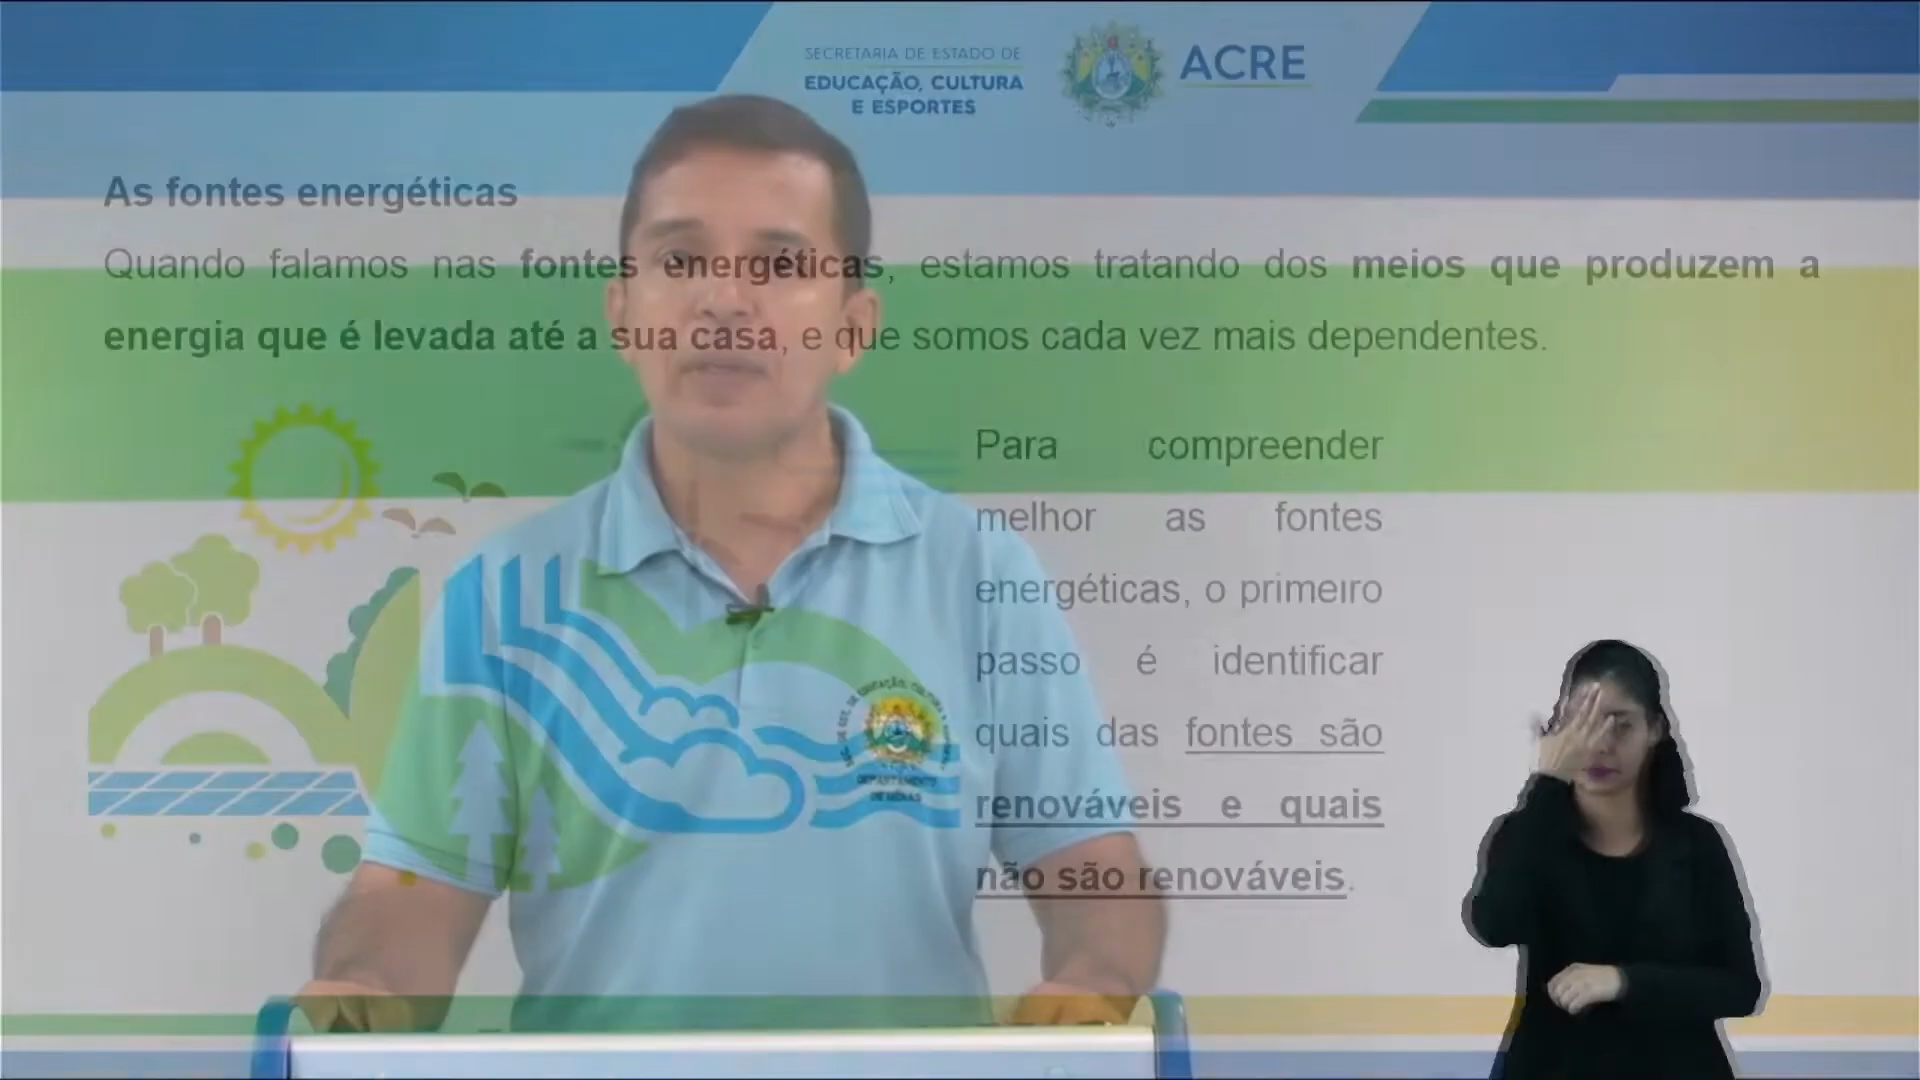 SECRETARIA DE ESTADO DE
EDUCAÇÃO, CULTURA
E ESPORTES
ACRE
As fontes energéticas
Quando falamos nas fontes energéticas, estamos tratando dos meios que produzem a
energia que é levada até a sua casa, e que somos cada vez mais dependentes.
Para compreender
melhor as fontes
energéticas, o primeiro
passo é identificar
quais das fontes são
renováveis e quais
não são renováveis.
DEPARTAMENTO